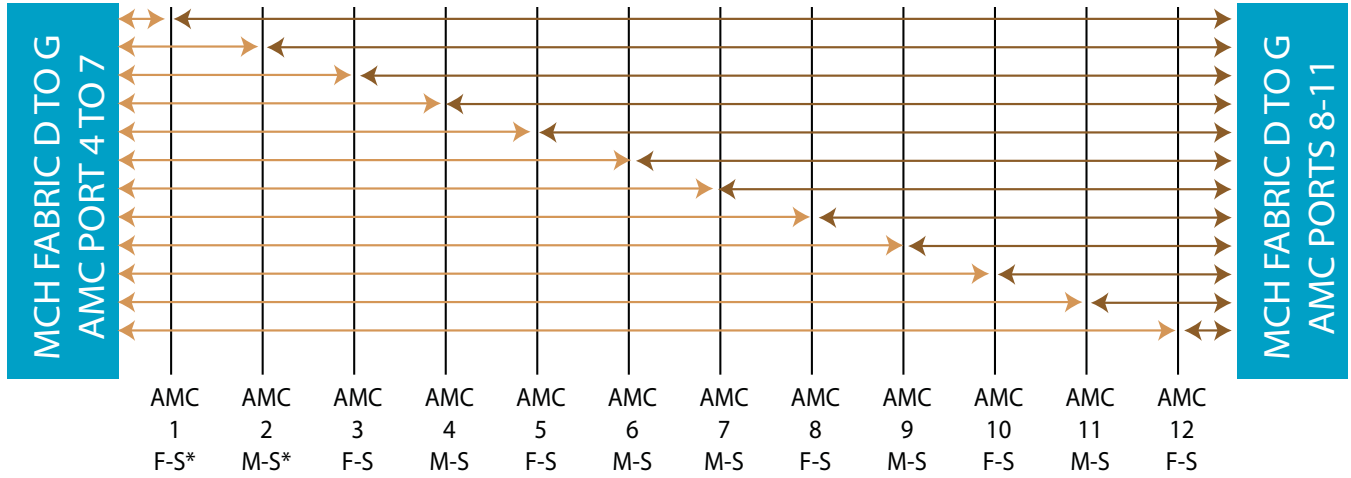 MCH FABRIC D TO G
AMC PORT 4 TO 7
MCH FABRIC D TO G
AMC PORTS 8-11
AMC AMC AMC AMC AMC AMC AMC AMC AMC AMC AMC AMC
1 2 3 4 5 6 7 8 9 10 11 12
F-S* M-S* F-S M-S F-S M-S M-S F-S M-S F-S M-S F-S